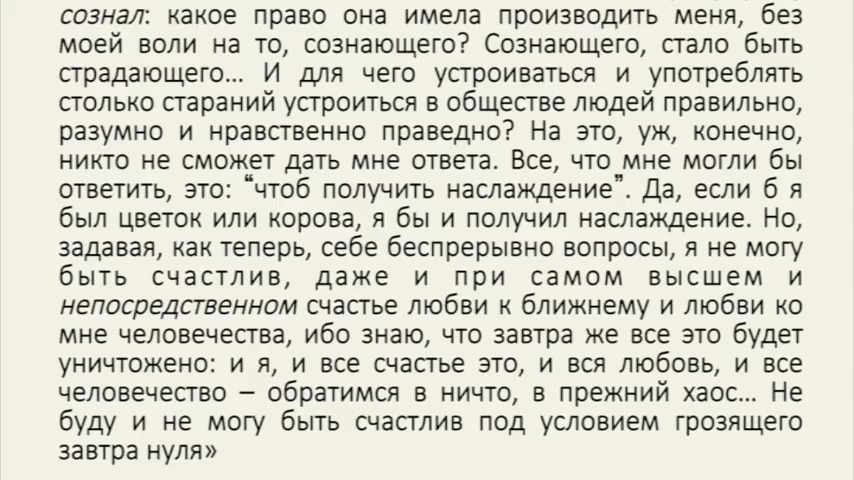 сознал: какое право она имела производить меня, без
моей воли на то, сознающего? Сознающего, стало быть
страдающего... И для чего устроиваться и употреблять
столько стараний устроиться в обществе людей правильно,
разумно и нравственно праведно? На это, уж, конечно,
никто не сможет дать мне ответа. Все, что мне могли бы
ответить, это: “чтоб получить наслаждение”. Да, если б я
был цветок или корова, я бы и получил наслаждение. Но,
задавая, как теперь, себе беспрерывно вопросы, я не могу
быть счастлив, даже и при самом высшем и
непосредственном счастье любви к ближнему и любви ко
мне человечества, ибо знаю, что завтра же все это будет
уничтожено: и я, и все счастье это, и вся любовь, и все
человечество – обратимся в ничто, в прежний хаос... Не
буду и не могу быть счастлив под условием грозящего
завтра нуля»